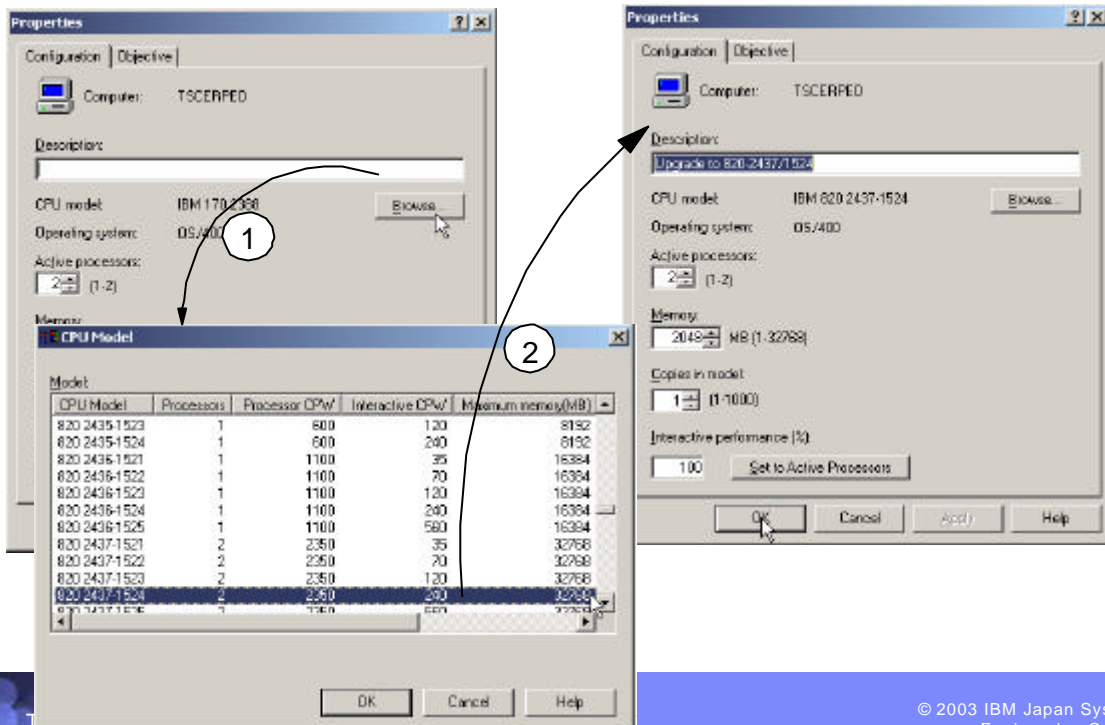 Properties
Configuration Objective
Computer: TSCERPED
Description:
CPU model: IBM 170 2388
Browse...
Operating system: OS/400
1
Active processors:
2 (1-2)
Memory:
CPU Model
Model:
CPU Model Processors Processor CPW Interactive CPW Maximum memory(MB)
820 2435-1523 1 600 120 8192
820 2435-1524 1 600 240 8192
820 2436-1521 1 1100 35 16384
820 2436-1522 1 1100 70 16384
820 2436-1523 1 1100 120 16384
820 2436-1524 1 1100 240 16384
820 2436-1525 1 1100 560 16384
820 2437-1521 2 2350 35 32768
820 2437-1522 2 2350 70 32768
820 2437-1523 2 2350 120 32768
820 2437-1524 2 2350 240 32768
OK Cancel Help
2
Properties
Configuration Objective
Computer: TSCERPED
Description:
Upgrade to 820-2437/1524
CPU model: IBM 820 2437-1524
Browse...
Operating system: OS/400
Active processors:
2 (1-2)
Memory:
2048 MB (1-32768)
Copies in model:
1 (1-1000)
Interactive performance (%):
100 Set to Active Processors
OK Cancel Apply Help
© 2003 IBM Japan Sys